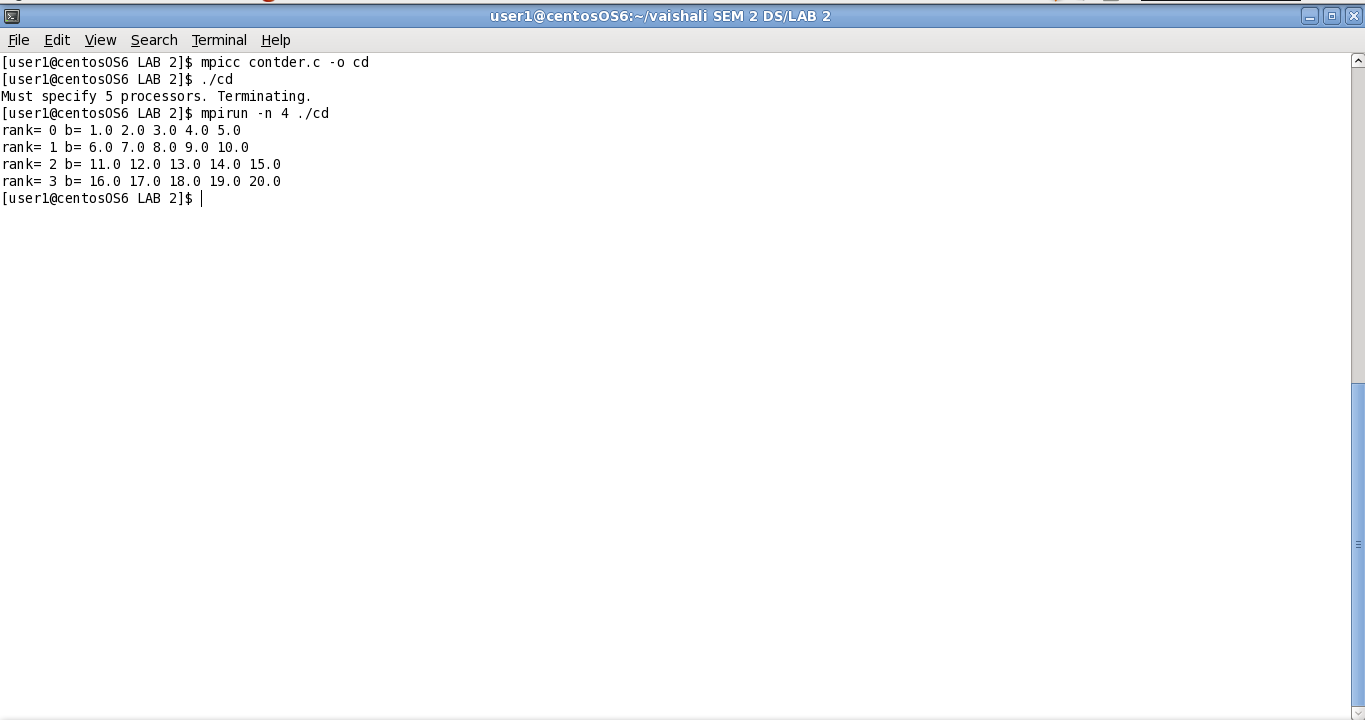 user1@centosOS6:~/vaishali SEM 2 DS/LAB 2
File Edit View Search Terminal Help
[user1@centosOS6 LAB 2]$ mpicc contder.c -o cd
[user1@centosOS6 LAB 2]$ ./cd
Must specify 5 processors. Terminating.
[user1@centosOS6 LAB 2]$ mpirun -n 4 ./cd
rank= 0 b= 1.0 2.0 3.0 4.0 5.0
rank= 1 b= 6.0 7.0 8.0 9.0 10.0
rank= 2 b= 11.0 12.0 13.0 14.0 15.0
rank= 3 b= 16.0 17.0 18.0 19.0 20.0
[user1@centosOS6 LAB 2]$